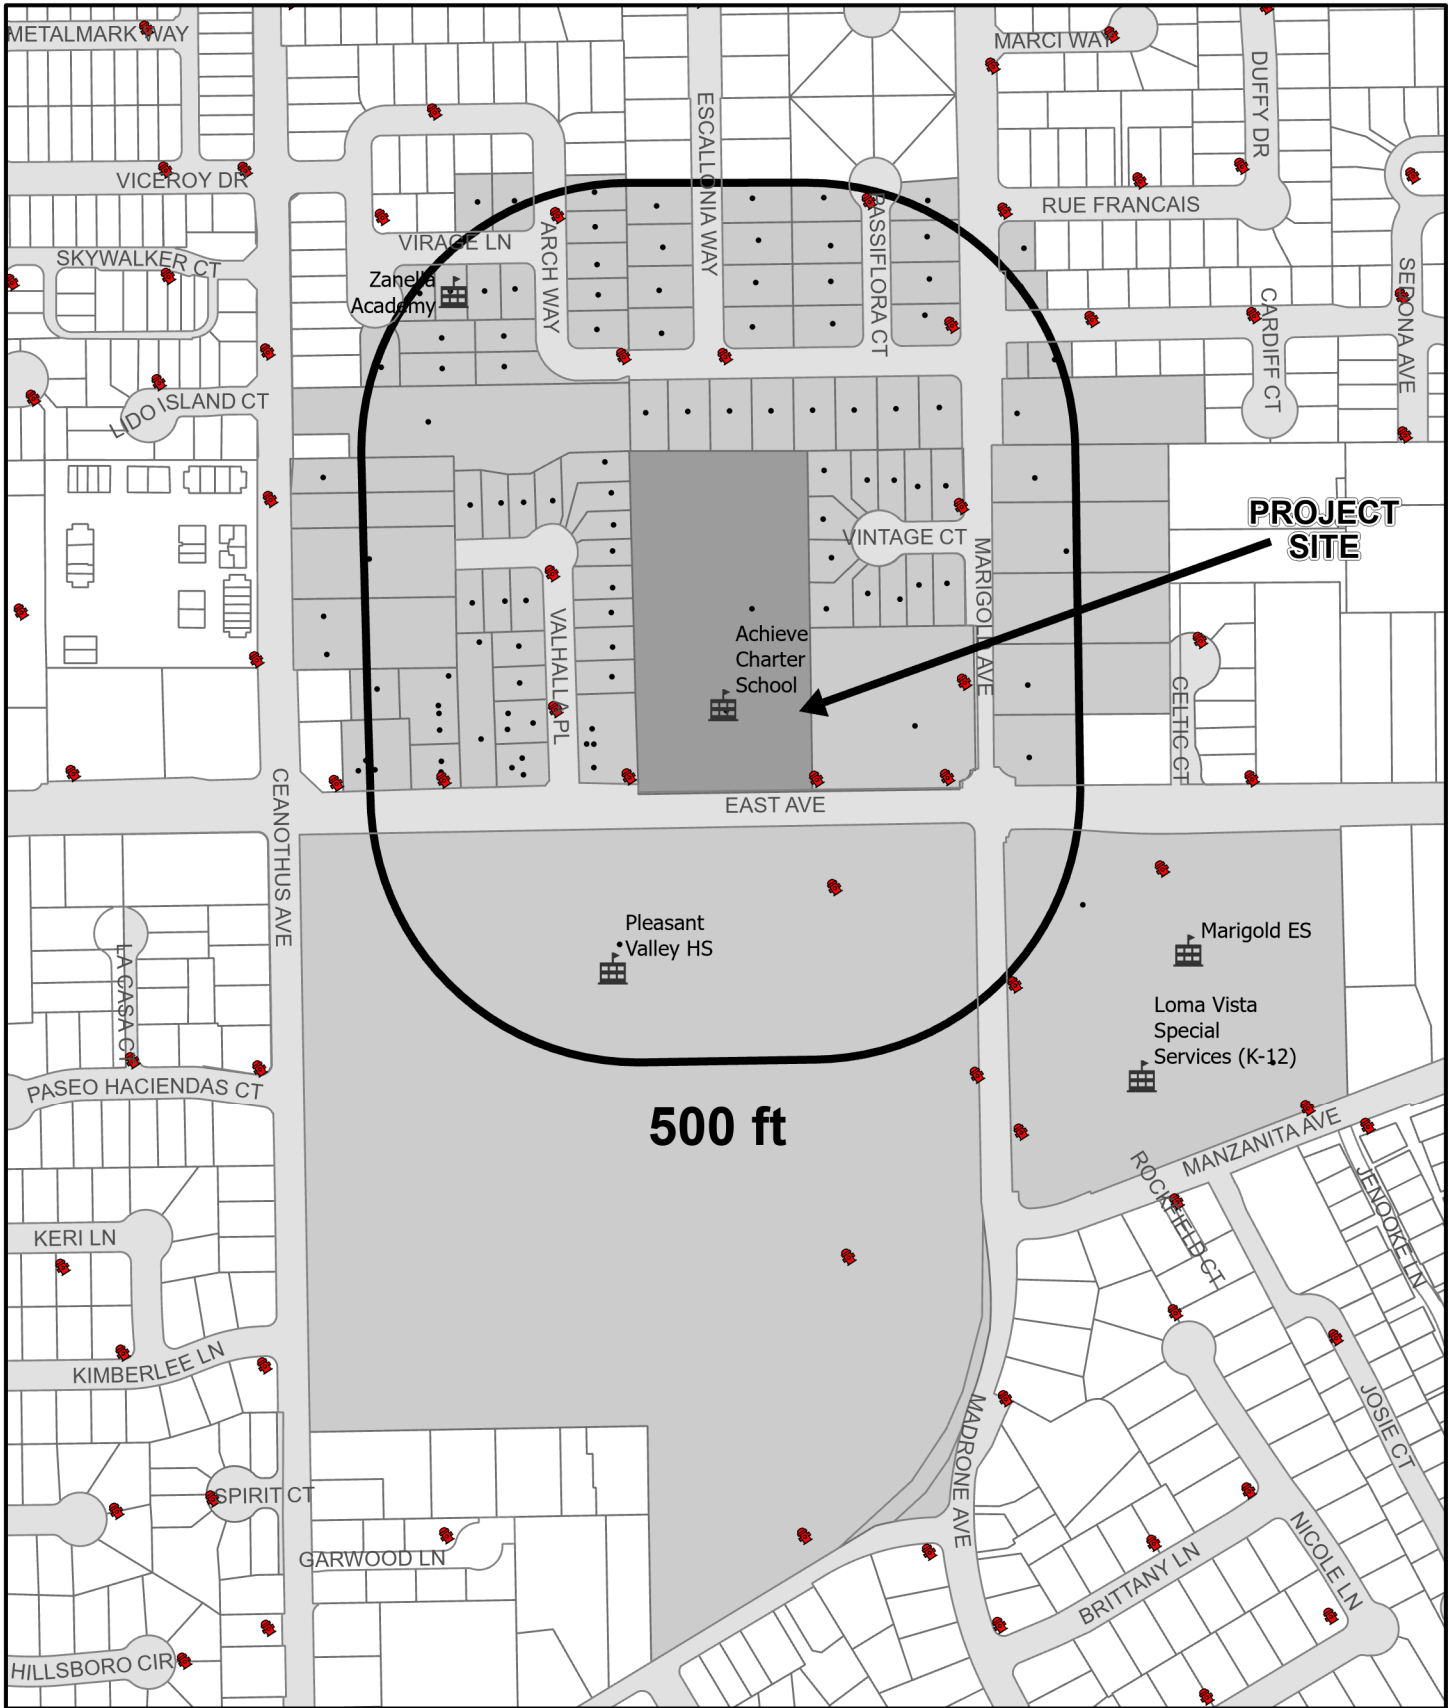 METALMARK WAY
MARCI WAY
DUFFY DR
ESCALLONIA WAY
VICEROY DR
PASSIFLORA CT
RUE FRANCAIS
VIRAGE LN
ARCH WAY
SKYWALKER CT
Zanella
Academy
SEDONA AVE
CARDIFF CT
LIDO ISLAND CT
PROJECT
SITE
VINTAGE CT
MARIGOLD AVE
VALHALLA PL
Achieve
Charter
School
CELTIC CT
CEANOTHUS AVE
EAST AVE
Pleasant
Valley HS
Marigold ES
LA CASA CT
Loma Vista
Special
Services (K-12)
PASEO HACIENDAS CT
500 ft
MANZANITA AVE
ROCKFIELD CT
JENOOKE LN
KERI LN
KIMBERLEE LN
MADRONE AVE
JOSIE CT
SPIRIT CT
NICOLE LN
GARWOOD LN
BRITTANY LN
HILLSBORO CIR